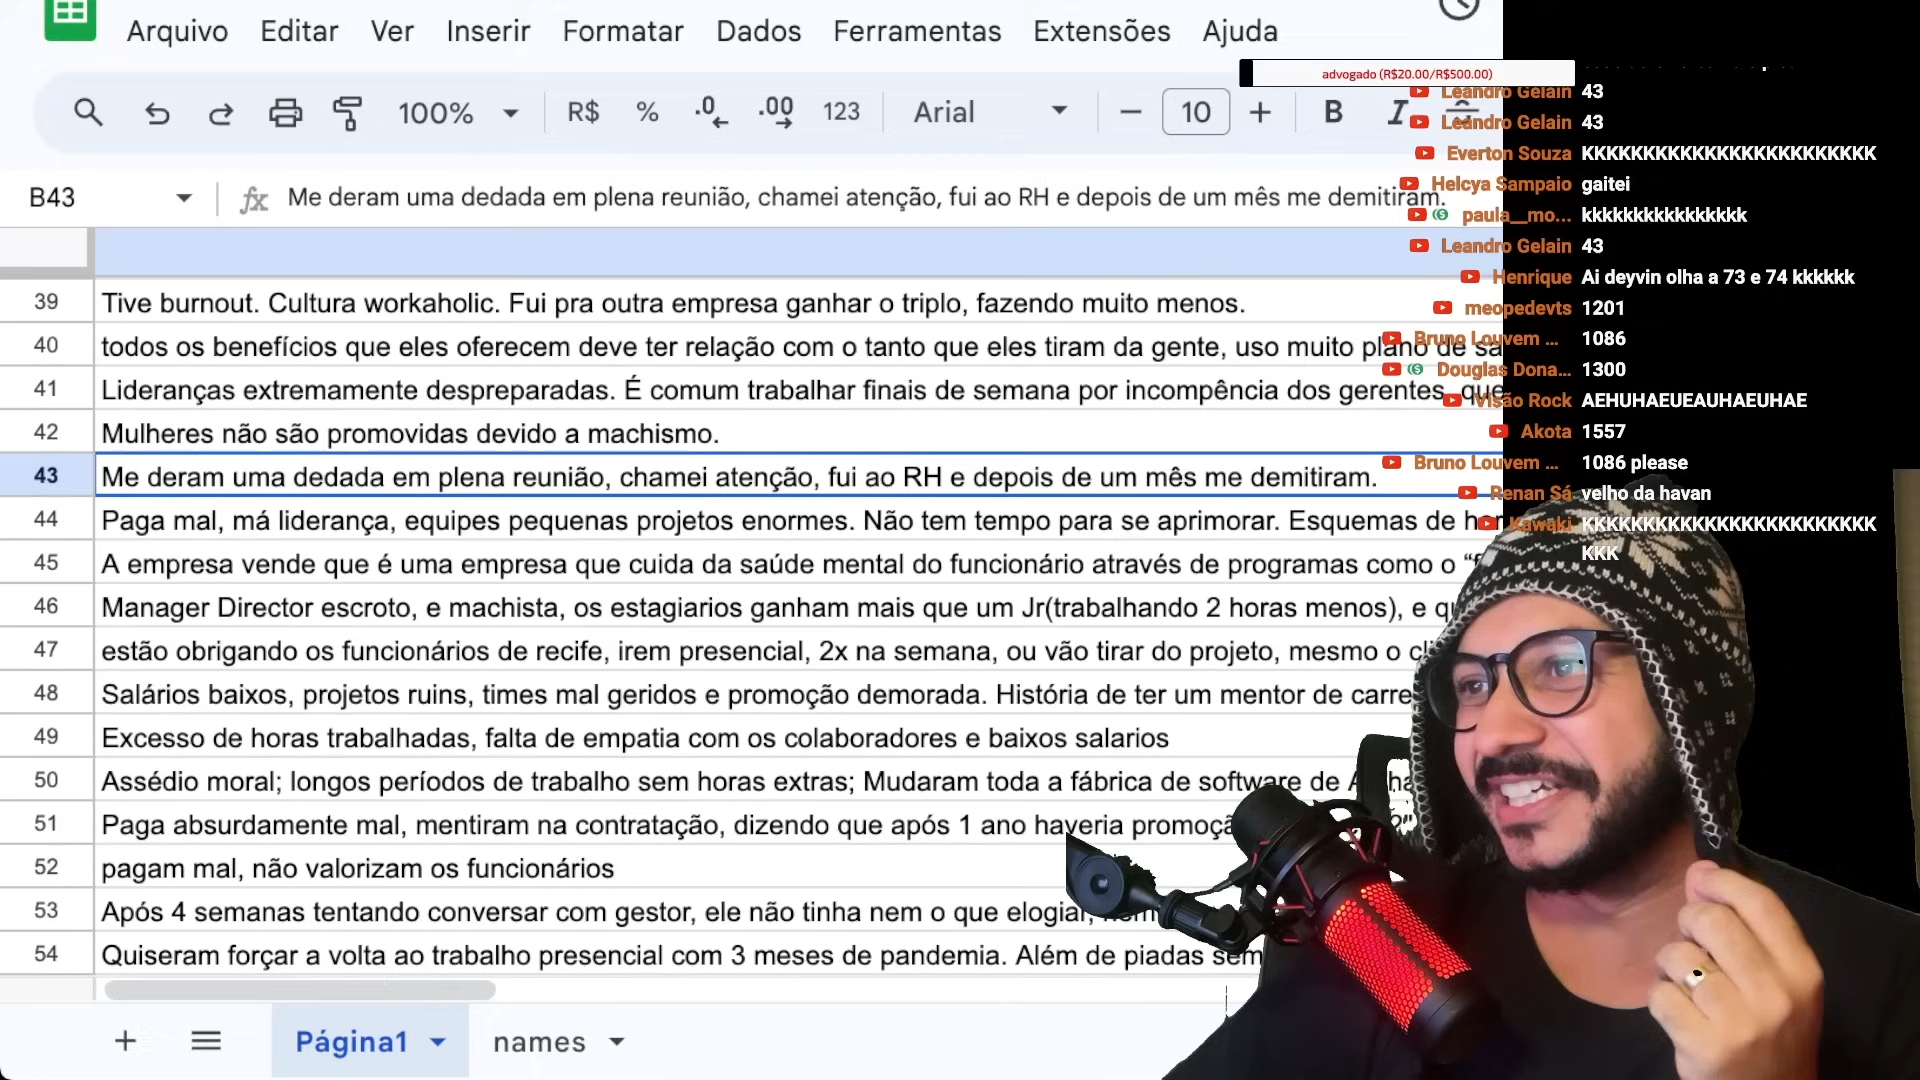 Arquivo Editar Ver Inserir Formatar Dados Ferramentas Extensões Ajuda
advogado (R$20.00/R$500.00)
100% R$ % .0 .00 123 Arial 10 B I S
B43 fx Me deram uma dedada em plena reunião, chamei atenção, fui ao RH e depois de um mês me demitiram.
39 Tive burnout. Cultura workaholic. Fui pra outra empresa ganhar o triplo, fazendo muito menos.
40 todos os benefícios que eles oferecem deve ter relação com o tanto que eles tiram da gente, uso muito plano de sa
41 Lideranças extremamente despreparadas. É comum trabalhar finais de semana por incompência dos gerentes, que
42 Mulheres não são promovidas devido a machismo.
43 Me deram uma dedada em plena reunião, chamei atenção, fui ao RH e depois de um mês me demitiram.
44 Paga mal, má liderança, equipes pequenas projetos enormes. Não tem tempo para se aprimorar. Esquemas de
45 A empresa vende que é uma empresa que cuida da saúde mental do funcionário através de programas como o
46 Manager Director escroto, e machista, os estagiarios ganham mais que um Jr(trabalhando 2 horas menos), e
47 estão obrigando os funcionários de recife, irem presencial, 2x na semana, ou vão tirar do projeto, mesmo o
48 Salários baixos, projetos ruins, times mal geridos e promoção demorada. História de ter um mentor de carre
49 Excesso de horas trabalhadas, falta de empatia com os colaboradores e baixos salarios
50 Assédio moral; longos períodos de trabalho sem horas extras; Mudaram toda a fábrica de software de
51 Paga absurdamente mal, mentiram na contratação, dizendo que após 1 ano haveria
52 pagam mal, não valorizam os funcionários
53 Após 4 semanas tentando conversar com gestor, ele não tinha nem o que elogiar,
54 Quiseram forçar a volta ao trabalho presencial com 3 meses de pandemia. Além de piadas sem
Página1 names
Leandro Gelain 43
Leandro Gelain 43
Everton Souza KKKKKKKKKKKKKKKKKKKKKKKK
Helcya Sampaio gaitei
paula__mo... kkkkkkkkkkkkkkkk
Leandro Gelain 43
Henrique Ai deyvin olha a 73 e 74 kkkkkk
meopedevts 1201
Bruno Louvem ... 1086
Douglas Dona... 1300
Visão Rock AEHUHAEUEAUHAEUHAE
Akota 1557
Bruno Louvem ... 1086 please
Renan Sá velho da havan
Kawaki KKKKKKKKKKKKKKKKKKKKKKKK
KKK